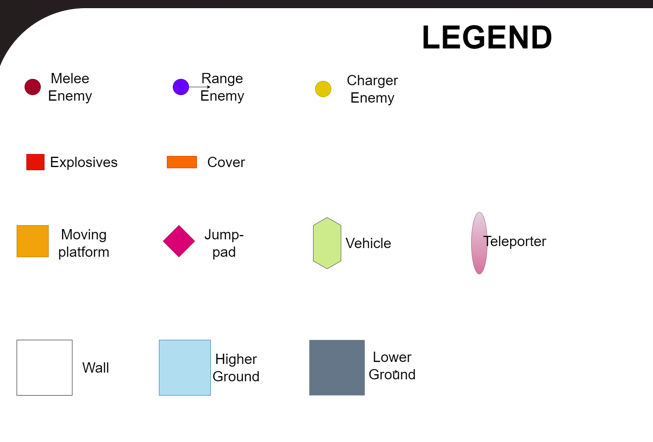 LEGEND
Melee
Enemy
Range
Enemy
Charger
Enemy
Explosives
Cover
Moving
platform
Jump-
pad
Vehicle
Teleporter
Wall
Higher
Ground
Lower
Ground